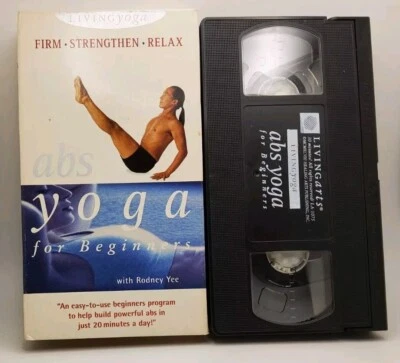 LIVINGyoga
FIRM • STRENGTHEN • RELAX
abs
yoga
for Beginners
with Rodney Yee
"An easy-to-use beginners program
to help build powerful abs in
just 20 minutes a day!"
LIVINGyoga
abs yoga
for Beginners
LIVINGarts®